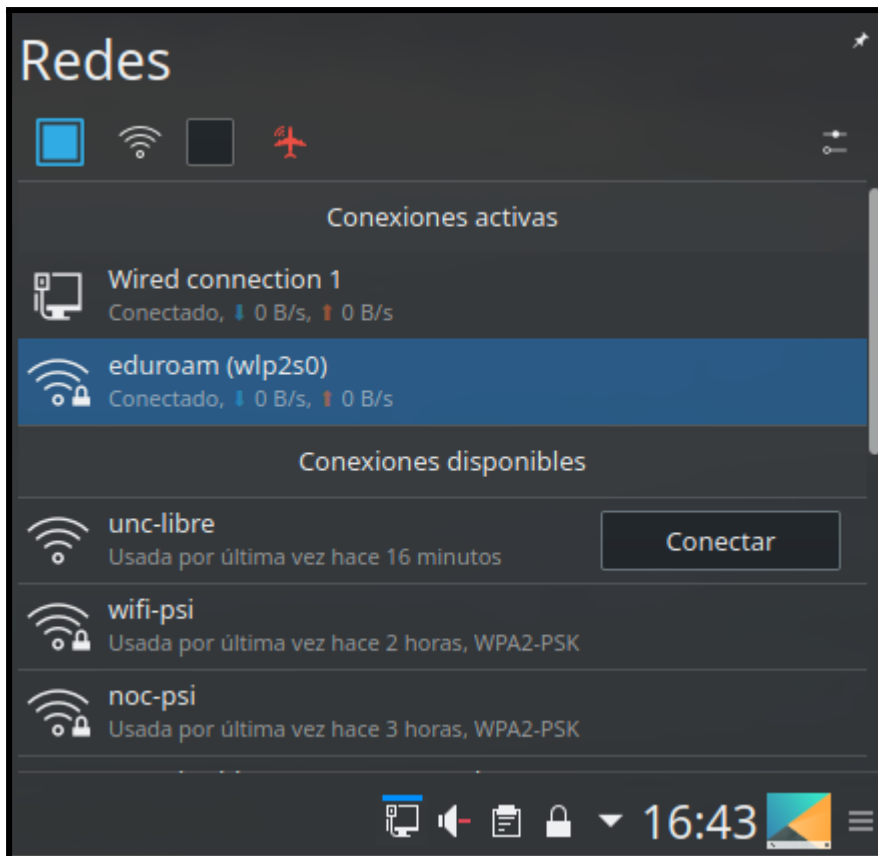 Redes
Conexiones activas
Wired connection 1
Conectado, ⬇ 0 B/s, ⬆ 0 B/s
eduroam (wlp2s0)
Conectado, ⬇ 0 B/s, ⬆ 0 B/s
Conexiones disponibles
unc-libre
Usada por última vez hace 16 minutos
Conectar
wifi-psi
Usada por última vez hace 2 horas, WPA2-PSK
noc-psi
Usada por última vez hace 3 horas, WPA2-PSK
16:43